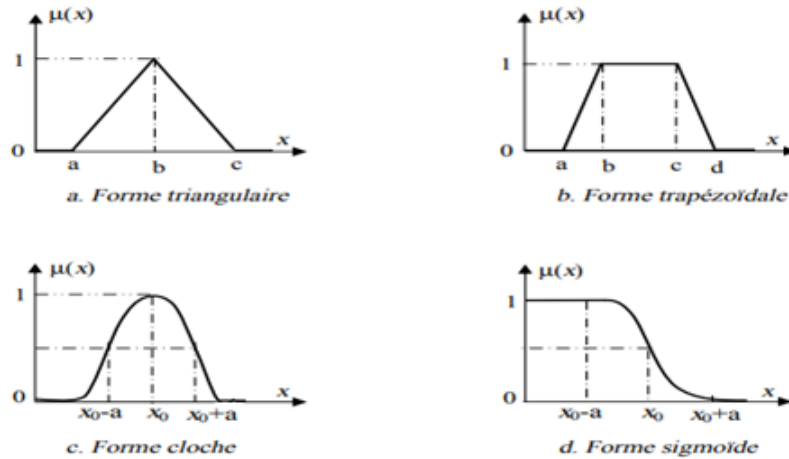 μ(x)
1
0
a b c
x
a. Forme triangulaire
μ(x)
1
0
a b c d
x
b. Forme trapézoïdale
μ(x)
1
0
x₀-a x₀ x₀+a
x
c. Forme cloche
μ(x)
1
0
x₀-a x₀ x₀+a
x
d. Forme sigmoïde